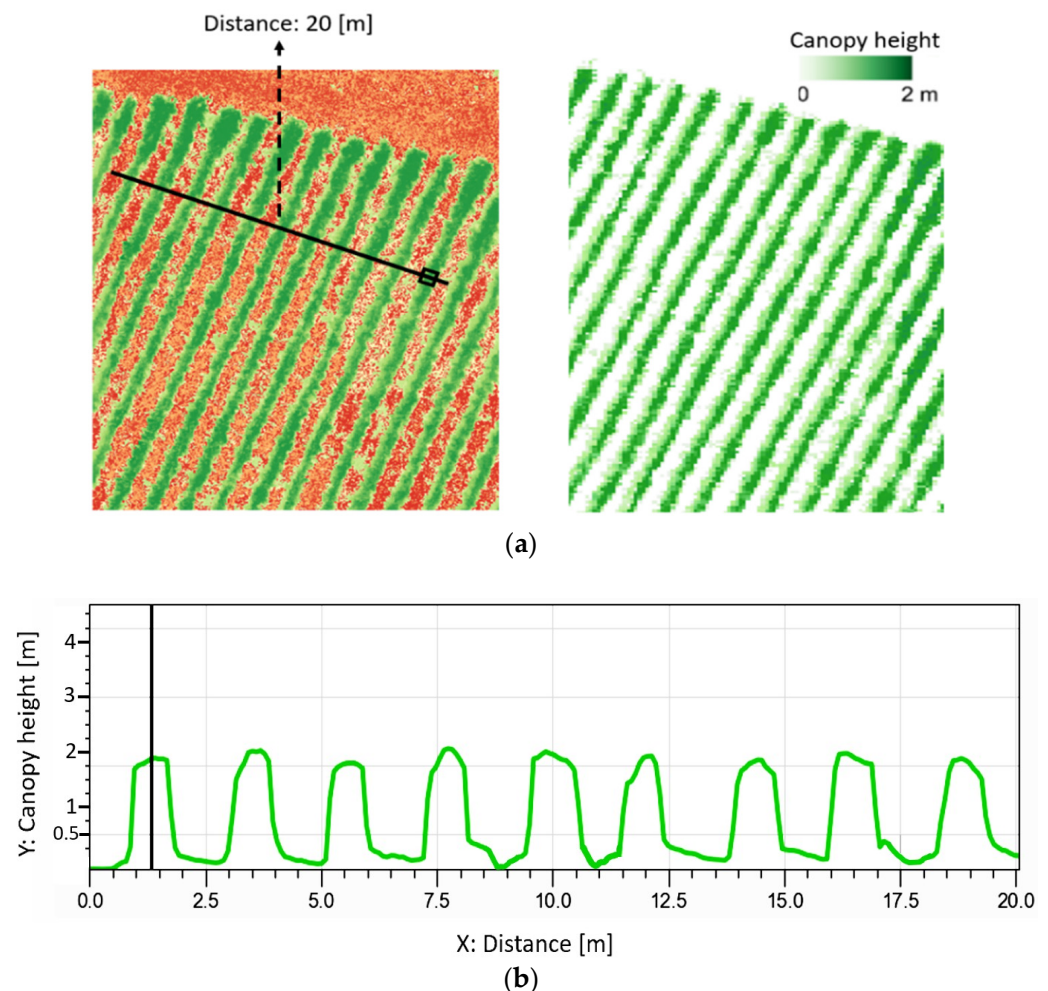 Distance: 20 [m]
Canopy height
0 2 m
(a)
Y: Canopy height [m]
4
3
2
1
0.5
0.0 2.5 5.0 7.5 10.0 12.5 15.0 17.5 20.0
X: Distance [m]
(b)